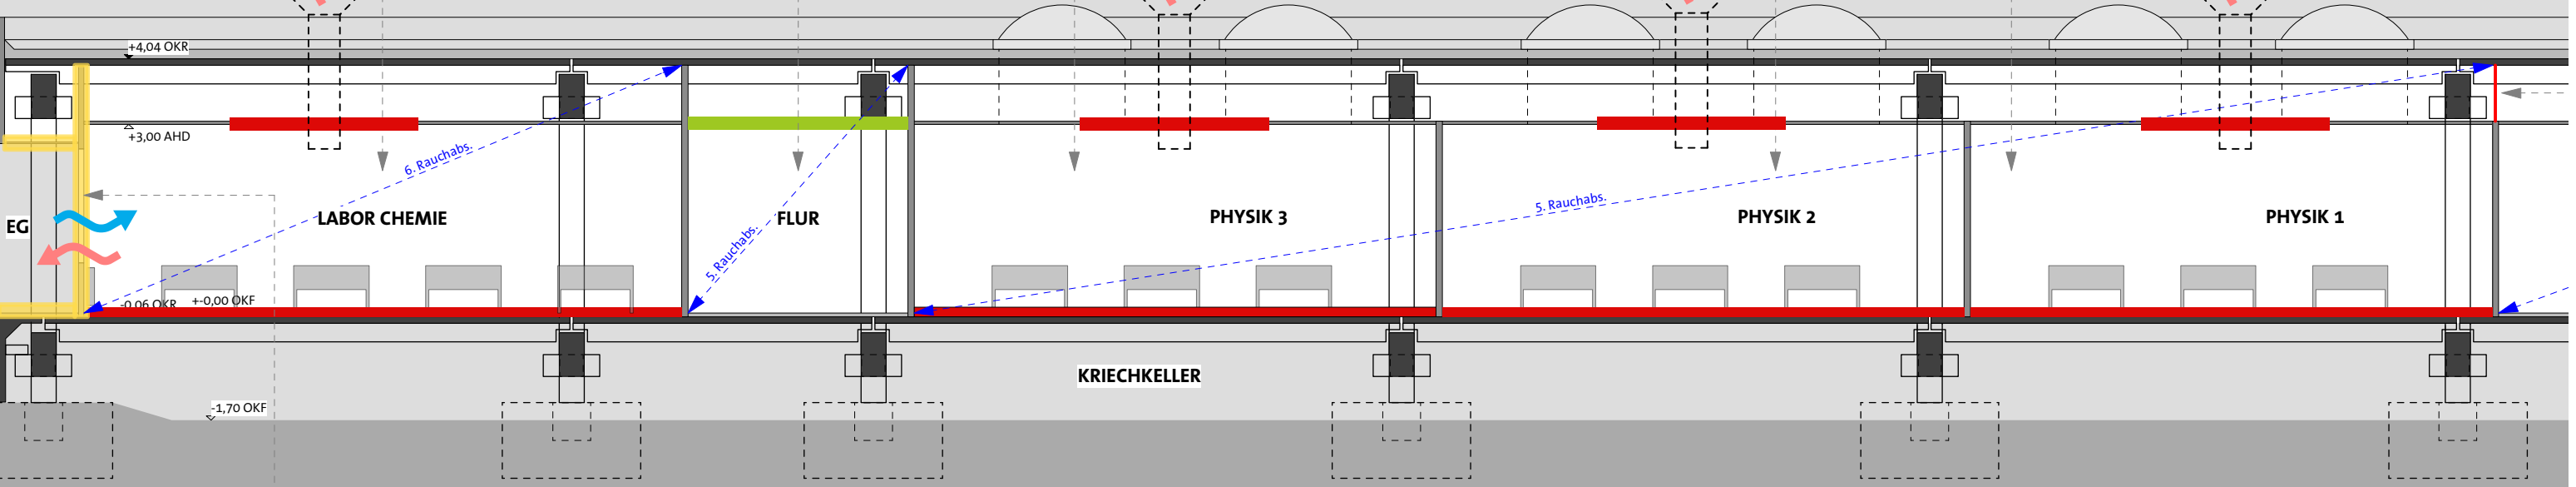 +4,04 OKR
+3,00 AHD
6. Rauchabs.
5. Rauchabs.
5. Rauchabs.
EG
LABOR CHEMIE
FLUR
PHYSIK 3
PHYSIK 2
PHYSIK 1
-0,06 OKR
+-0,00 OKF
KRIECHKELLER
-1,70 OKF